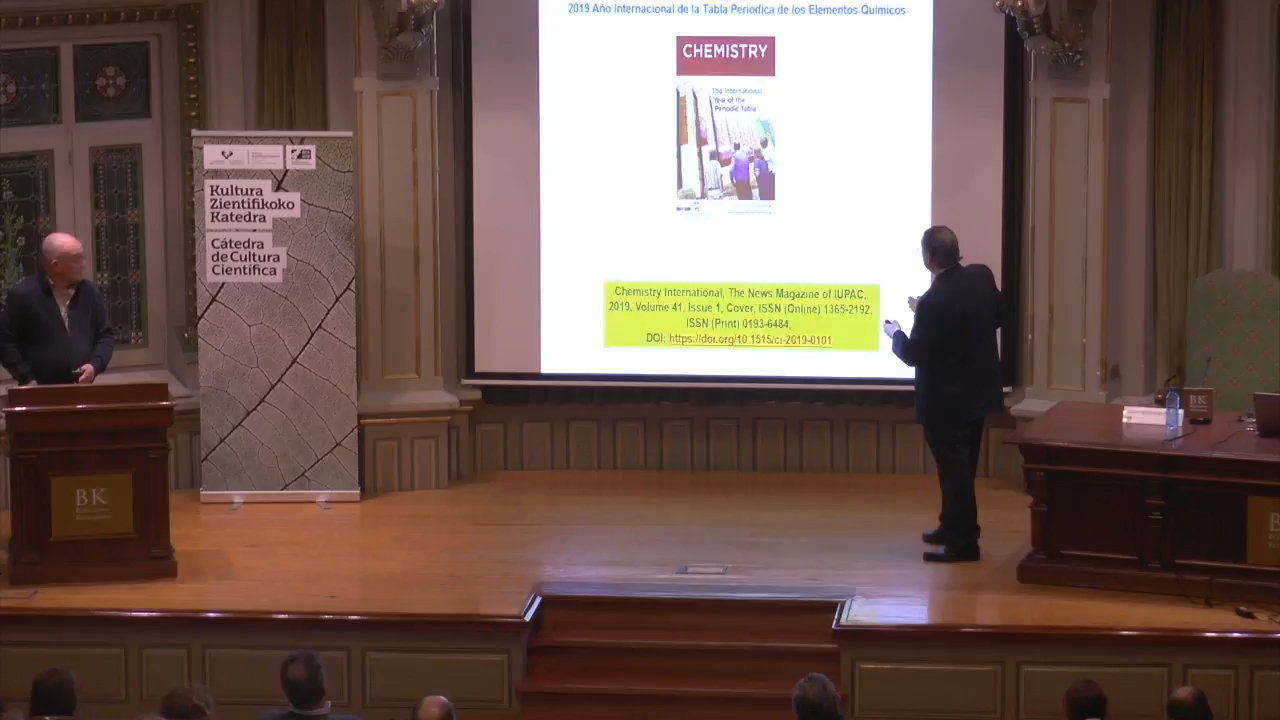 2019 Año Internacional de la Tabla Periódica de los Elementos Químicos
CHEMISTRY
The International
Year of the
Periodic Table
Chemistry International, The News Magazine of IUPAC,
2019, Volume 41, Issue 1, Cover, ISSN (Online) 1365-2192,
ISSN (Print) 0193-6484,
DOI: https://doi.org/10.1515/ci-2019-0101
Kultura
Zientifikoko
Katedra
Cátedra
de Cultura
Científica
BK
BK